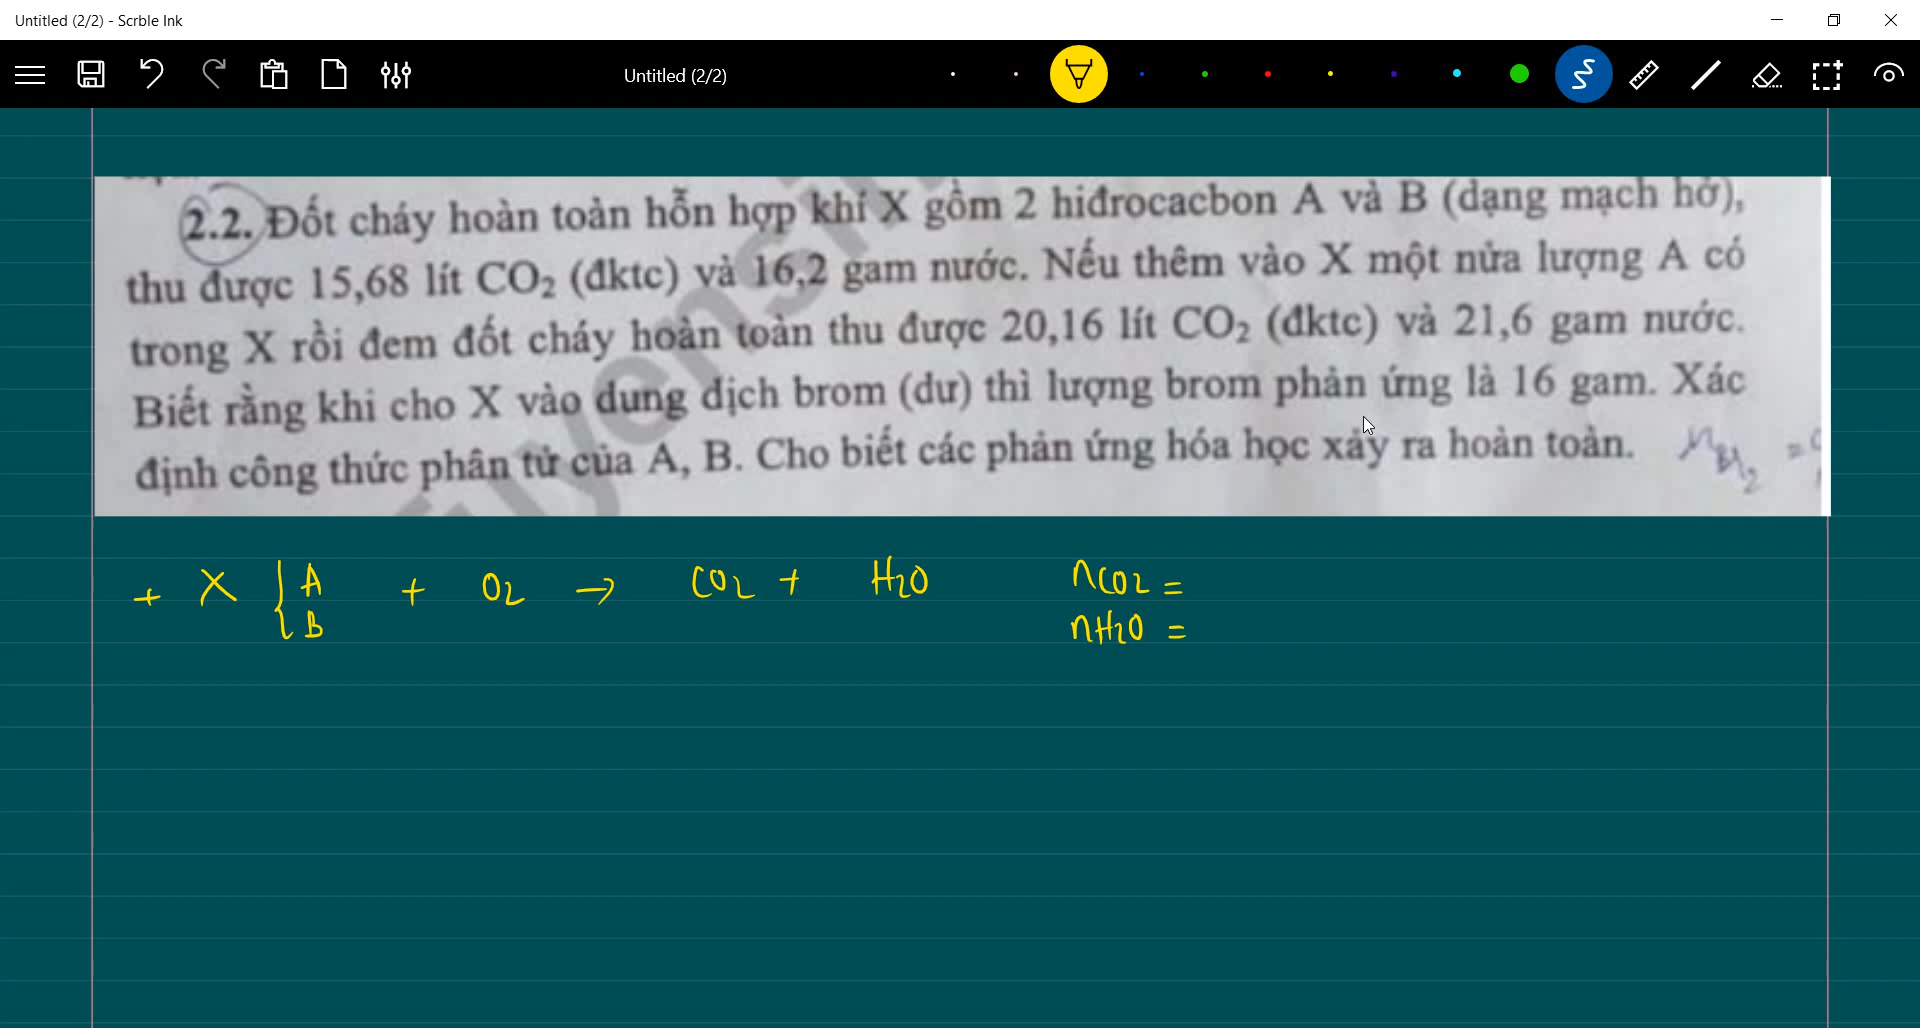 Untitled (2/2) - Scrble Ink
Untitled (2/2)
2.2. Đốt cháy hoàn toàn hỗn hợp khí X gồm 2 hiđrocacbon A và B (dạng mạch hở),
thu được 15,68 lít CO₂ (đktc) và 16,2 gam nước. Nếu thêm vào X một nửa lượng A có
trong X rồi đem đốt cháy hoàn toàn thu được 20,16 lít CO₂ (đktc) và 21,6 gam nước.
Biết rằng khi cho X vào dung dịch brom (dư) thì lượng brom phản ứng là 16 gam. Xác
định công thức phân tử của A, B. Cho biết các phản ứng hóa học xảy ra hoàn toàn.
+ X { A + O2 → CO2 + H2O nCO2 =
B nH2O =